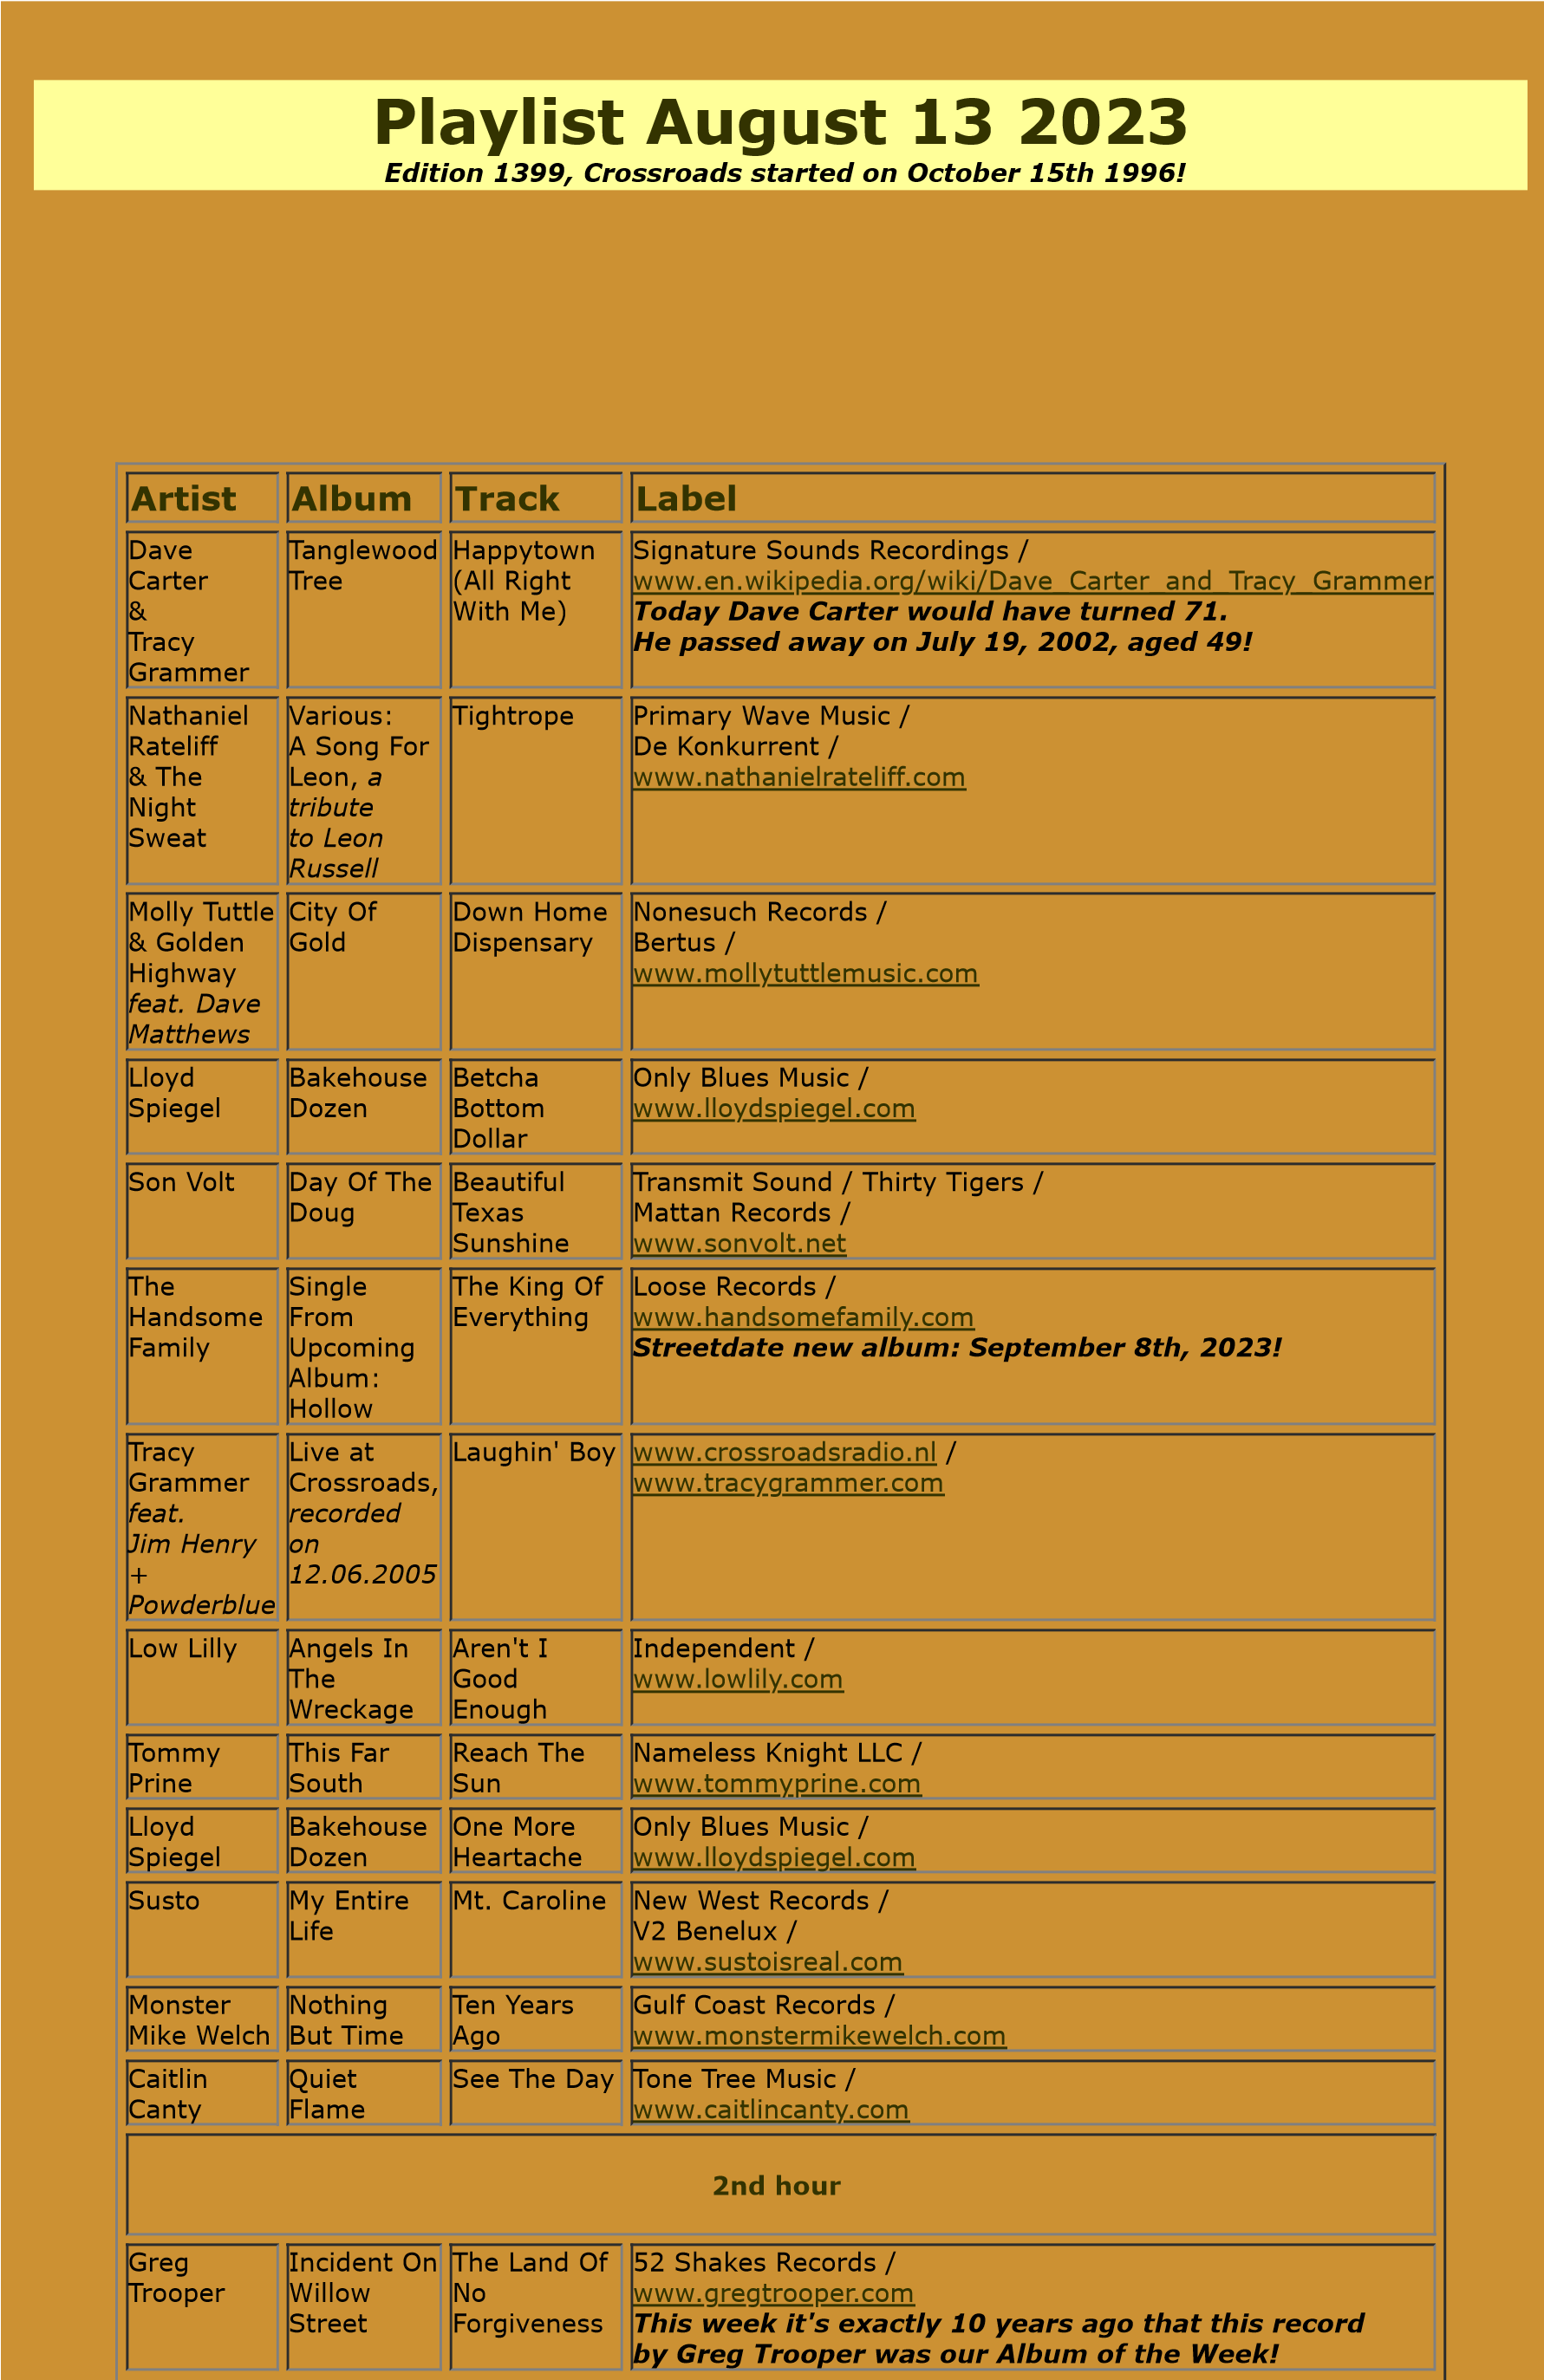 Playlist August 13 2023
Edition 1399, Crossroads started on October 15th 1996!
Artist
Album
Track
Label
Dave
Carter
&
Tracy
Grammer
Tanglewood
Tree
Happytown
(All Right
With Me)
Signature Sounds Recordings /
www.en.wikipedia.org/wiki/Dave_Carter_and_Tracy_Grammer
Today Dave Carter would have turned 71.
He passed away on July 19, 2002, aged 49!
Nathaniel
Rateliff
& The
Night
Sweat
Various:
A Song For
Leon, a
tribute
to Leon
Russell
Tightrope
Primary Wave Music /
De Konkurrent /
www.nathanielrateliff.com
Molly Tuttle
& Golden
Highway
feat. Dave
Matthews
City Of
Gold
Down Home
Dispensary
Nonesuch Records /
Bertus /
www.mollytuttlemusic.com
Lloyd
Spiegel
Bakehouse
Dozen
Betcha
Bottom
Dollar
Only Blues Music /
www.lloydspiegel.com
Son Volt
Day Of The
Doug
Beautiful
Texas
Sunshine
Transmit Sound / Thirty Tigers /
Mattan Records /
www.sonvolt.net
The
Handsome
Family
Single
From
Upcoming
Album:
Hollow
The King Of
Everything
Loose Records /
www.handsomefamily.com
Streetdate new album: September 8th, 2023!
Tracy
Grammer
feat.
Jim Henry
+
Powderblue
Live at
Crossroads,
recorded
on
12.06.2005
Laughin' Boy
www.crossroadsradio.nl /
www.tracygrammer.com
Low Lilly
Angels In
The
Wreckage
Aren't I
Good
Enough
Independent /
www.lowlily.com
Tommy
Prine
This Far
South
Reach The
Sun
Nameless Knight LLC /
www.tommyprine.com
Lloyd
Spiegel
Bakehouse
Dozen
One More
Heartache
Only Blues Music /
www.lloydspiegel.com
Susto
My Entire
Life
Mt. Caroline
New West Records /
V2 Benelux /
www.sustoisreal.com
Monster
Mike Welch
Nothing
But Time
Ten Years
Ago
Gulf Coast Records /
www.monstermikewelch.com
Caitlin
Canty
Quiet
Flame
See The Day
Tone Tree Music /
www.caitlincanty.com
2nd hour
Greg
Trooper
Incident On
Willow
Street
The Land Of
No
Forgiveness
52 Shakes Records /
www.gregtrooper.com
This week it's exactly 10 years ago that this record
by Greg Trooper was our Album of the Week!